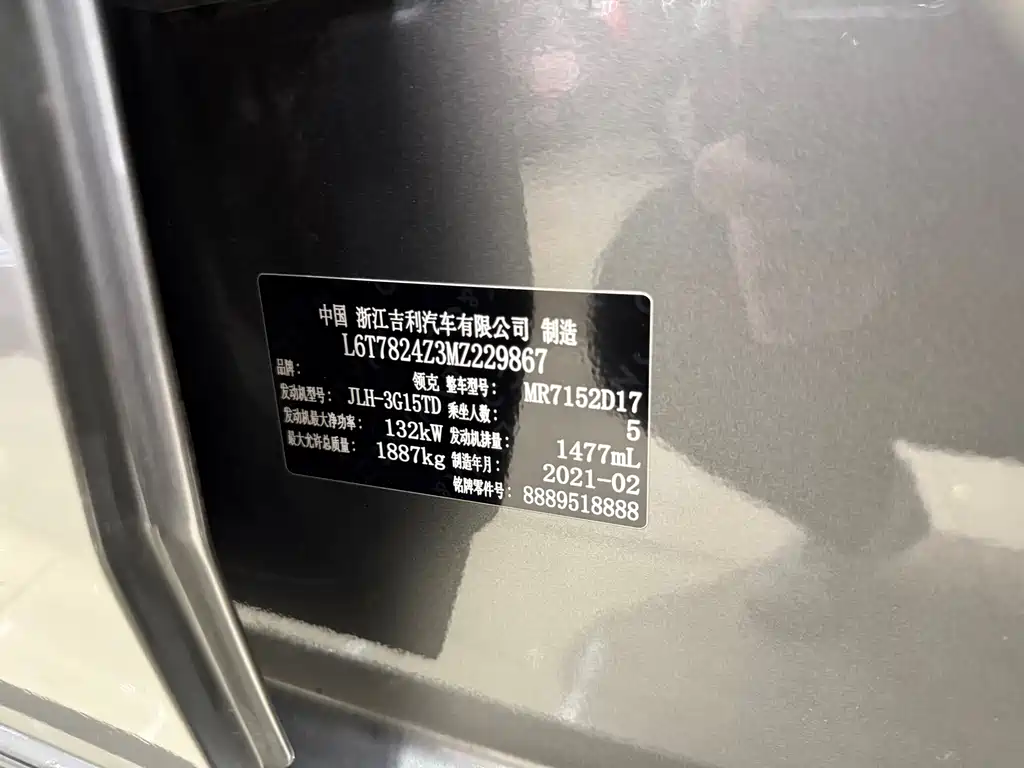 中国 浙江吉利汽车有限公司 制造
L6T7824Z3MZ229867
品牌： 领克 整车型号： MR7152D17
发动机型号： JLH-3G15TD 乘坐人数： 5
发动机最大净功率： 132kW 发动机排量： 1477mL
最大允许总质量： 1887kg 制造年月： 2021-02
铭牌零件号： 8889518888